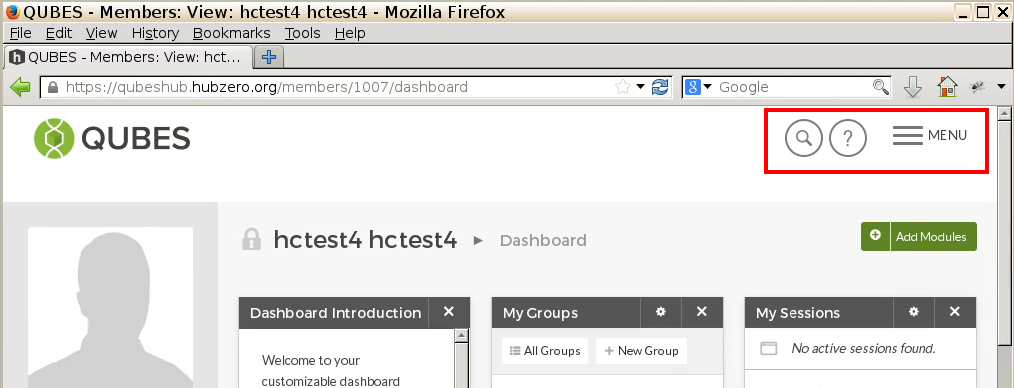 QUBES - Members: View: hctest4 hctest4 - Mozilla Firefox
File Edit View History Bookmarks Tools Help
QUBES - Members: View: hct...
https://qubeshub.hubzero.org/members/1007/dashboard
8 Google
QUBES
? MENU
hctest4 hctest4 ► Dashboard
Add Modules
Dashboard Introduction
My Groups
My Sessions
Welcome to your
customizable dashboard
All Groups
+ New Group
No active sessions found.